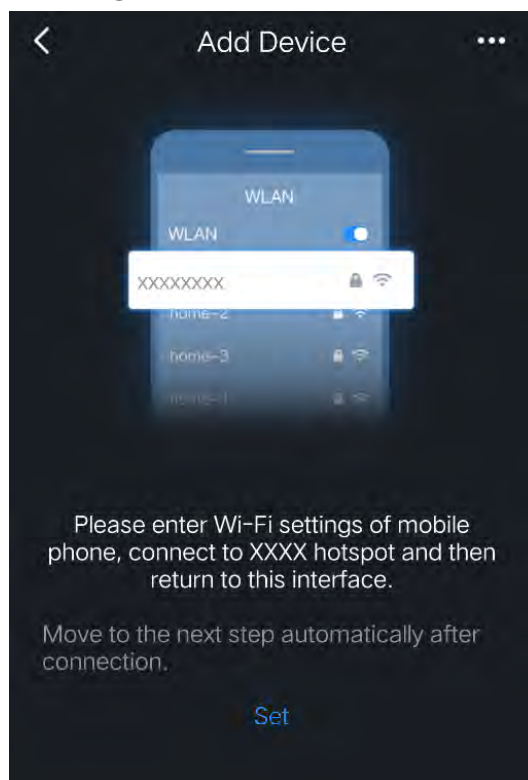 Add Device
WLAN
WLAN
XXXXXXXX
home-2
home-3
Please enter Wi-Fi settings of mobile
phone, connect to XXXX hotspot and then
return to this interface.
Move to the next step automatically after
connection.
Set